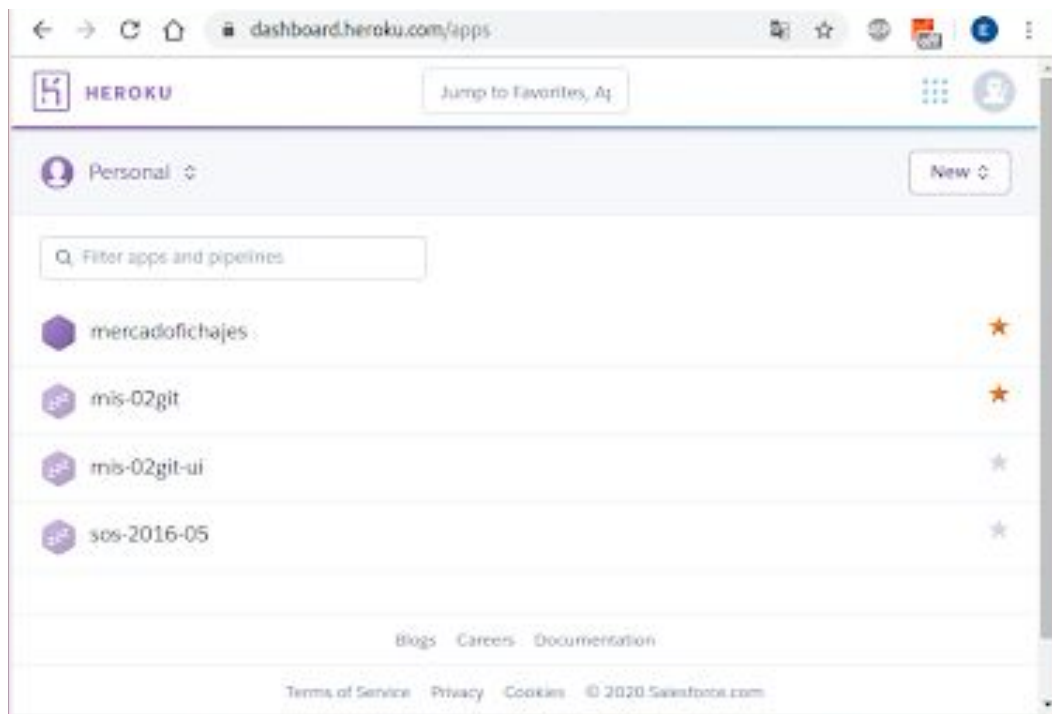 dashboard.heroku.com/apps
HEROKU
Jump to Favorites, Ap
Personal
New
Filter apps and pipelines
mercadofichajes
mis-02git
mis-02git-ui
sos-2016-05
Blogs Careers Documentation
Terms of Service Privacy Cookies © 2020 Salesforce.com